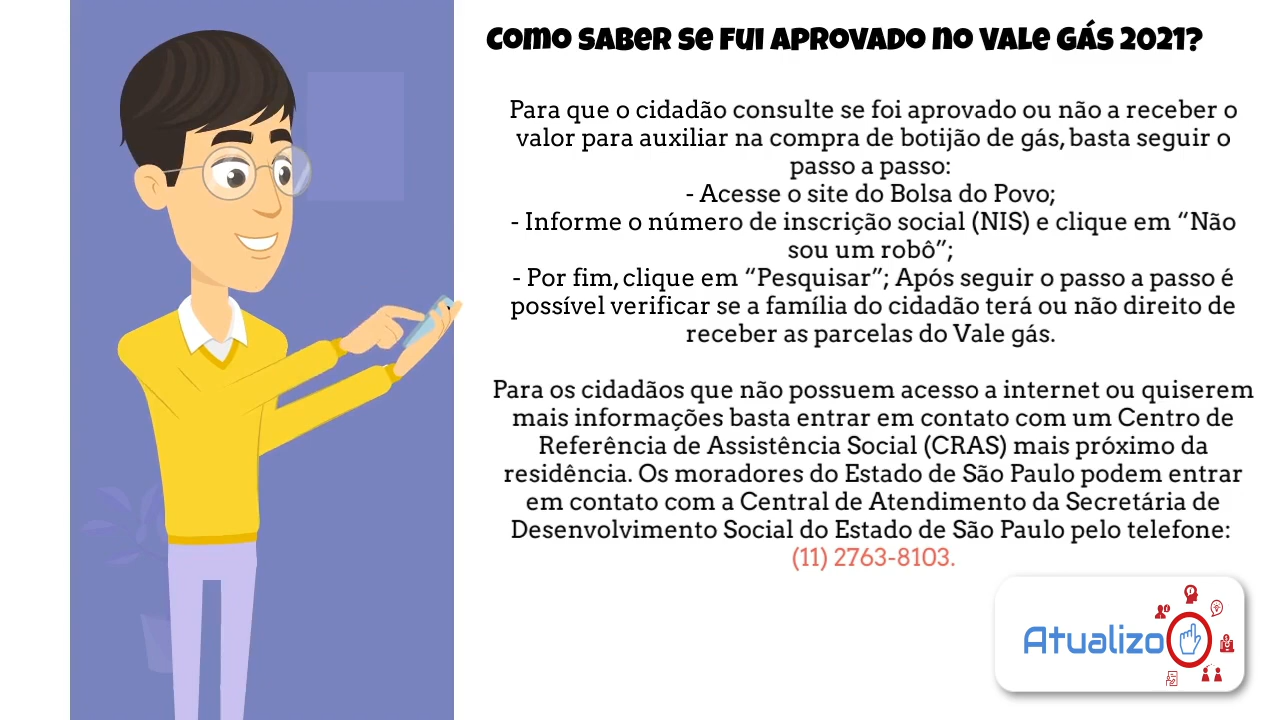 Como saber se fui aprovado no Vale Gás 2021?
Para que o cidadão consulte se foi aprovado ou não a receber o
valor para auxiliar na compra de botijão de gás, basta seguir o
passo a passo:
- Acesse o site do Bolsa do Povo;
- Informe o número de inscrição social (NIS) e clique em “Não
sou um robô”;
- Por fim, clique em “Pesquisar”; Após seguir o passo a passo é
possível verificar se a família do cidadão terá ou não direito de
receber as parcelas do Vale gás.
Para os cidadãos que não possuem acesso a internet ou quiserem
mais informações basta entrar em contato com um Centro de
Referência de Assistência Social (CRAS) mais próximo da
residência. Os moradores do Estado de São Paulo podem entrar
em contato com a Central de Atendimento da Secretária de
Desenvolvimento Social do Estado de São Paulo pelo telefone:
(11) 2763-8103.
Atualizo